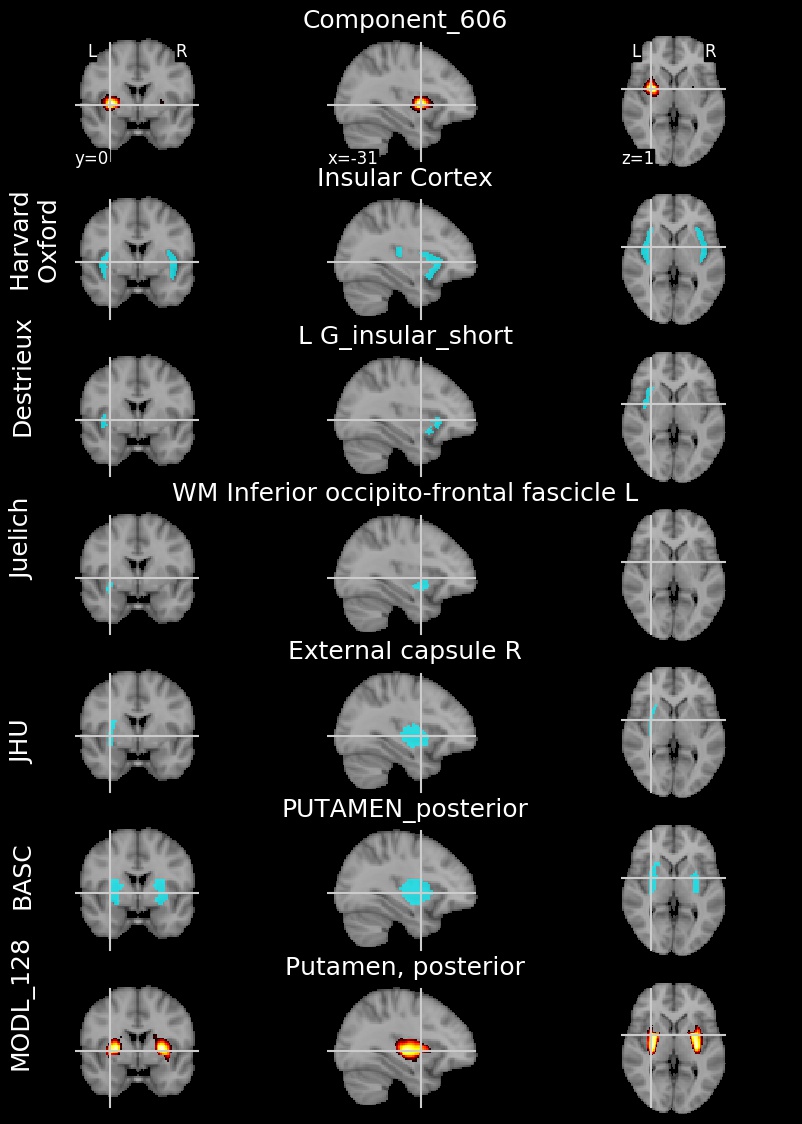 Component_606
L R L R
y=0 x=-31 z=1
Insular Cortex
Harvard
Oxford
L G_insular_short
Destrieux
WM Inferior occipito-frontal fascicle L
Juelich
External capsule R
JHU
PUTAMEN_posterior
BASC
Putamen, posterior
MODL_128